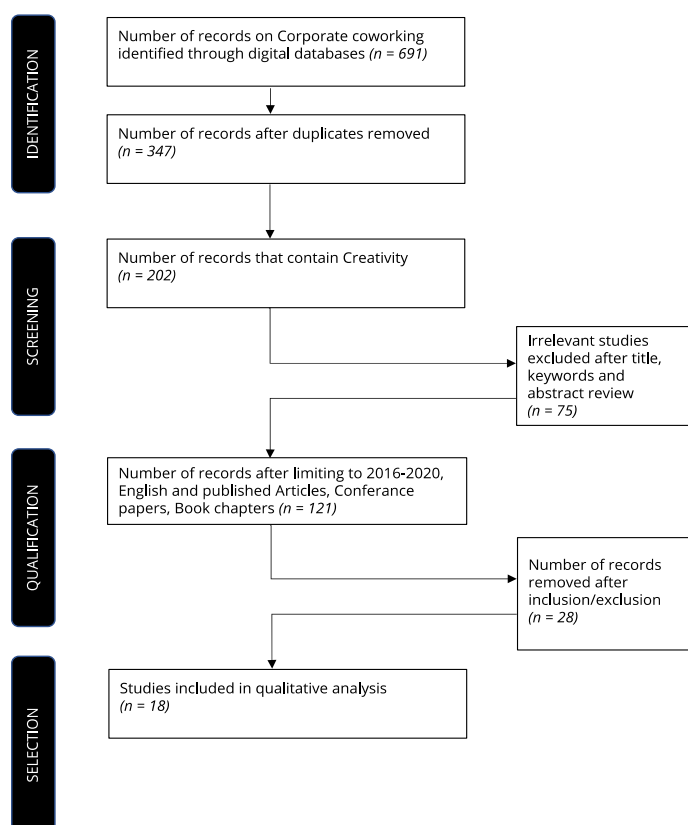 IDENTIFICATION
Number of records on Corporate coworking
identified through digital databases (n = 691)
Number of records after duplicates removed
(n = 347)
SCREENING
Number of records that contain Creativity
(n = 202)
Irrelevant studies
excluded after title,
keywords and
abstract review
(n = 75)
QUALIFICATION
Number of records after limiting to 2016-2020,
English and published Articles, Conferance
papers, Book chapters (n = 121)
Number of records
removed after
inclusion/exclusion
(n = 28)
SELECTION
Studies included in qualitative analysis
(n = 18)